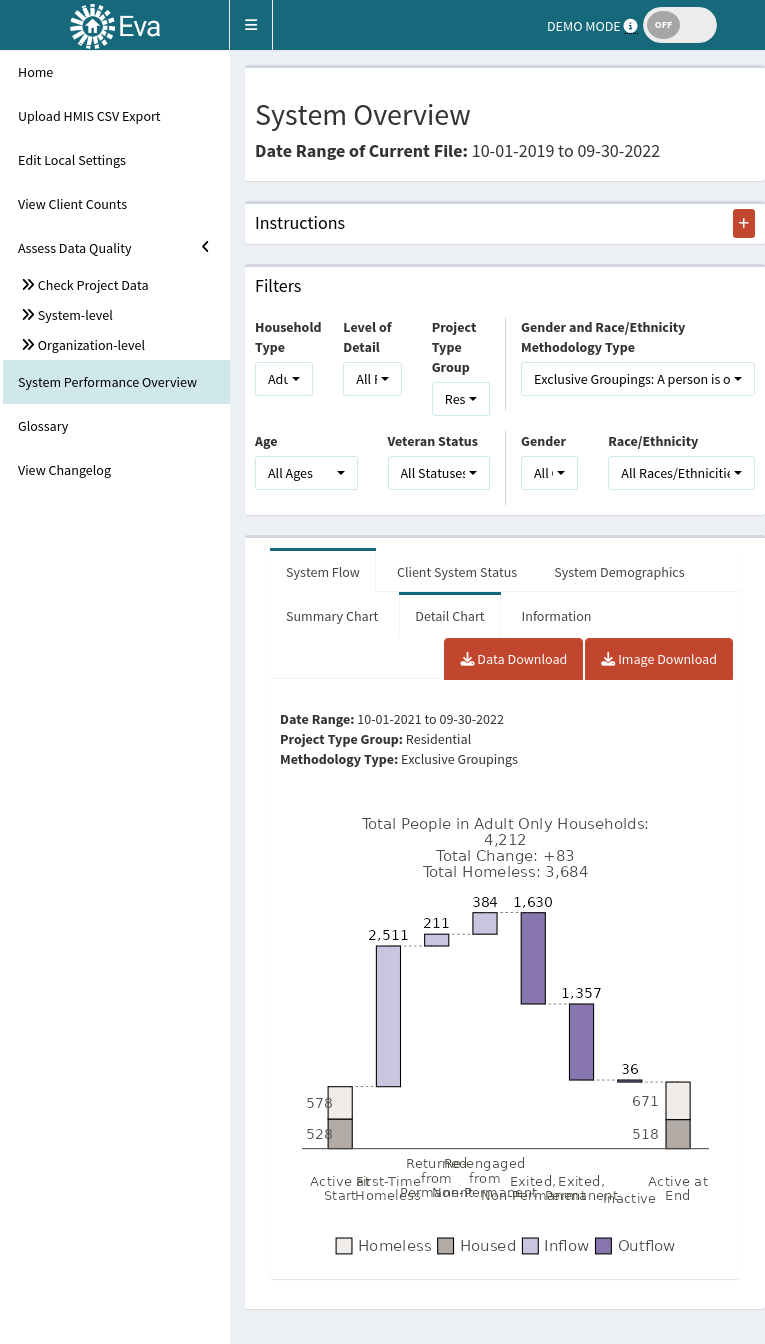 Eva
DEMO MODE
OFF
Home
Upload HMIS CSV Export
Edit Local Settings
View Client Counts
Assess Data Quality
Check Project Data
System-level
Organization-level
System Performance Overview
Glossary
View Changelog
System Overview
Date Range of Current File: 10-01-2019 to 09-30-2022
Instructions
+
Filters
Household
Type
Level of
Detail
Project
Type
Group
Gender and Race/Ethnicity
Methodology Type
Adu
All
Res
Exclusive Groupings: A person is o
Age
Veteran Status
Gender
Race/Ethnicity
All Ages
All Statuses
All
All Races/Ethnicitie
System Flow
Client System Status
System Demographics
Summary Chart
Detail Chart
Information
Data Download
Image Download
Date Range: 10-01-2021 to 09-30-2022
Project Type Group: Residential
Methodology Type: Exclusive Groupings
Total People in Adult Only Households:
4,212
Total Change: +83
Total Homeless: 3,684
384
1,630
211
2,511
1,357
36
578
671
528
518
Active at
Start
First-Time
Homeless
Returned
from
Permanent
Re-engaged
from
Non-Permanent
Exited,
Non-Permanent
Exited,
Permanent
Inactive
Active at
End
Homeless
Housed
Inflow
Outflow